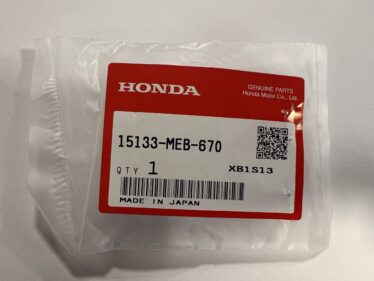 HONDA
GENUINE PARTS
Honda Motor Co., Ltd.
15133-MEB-670
QTY 1
XB1S13
MADE IN JAPAN